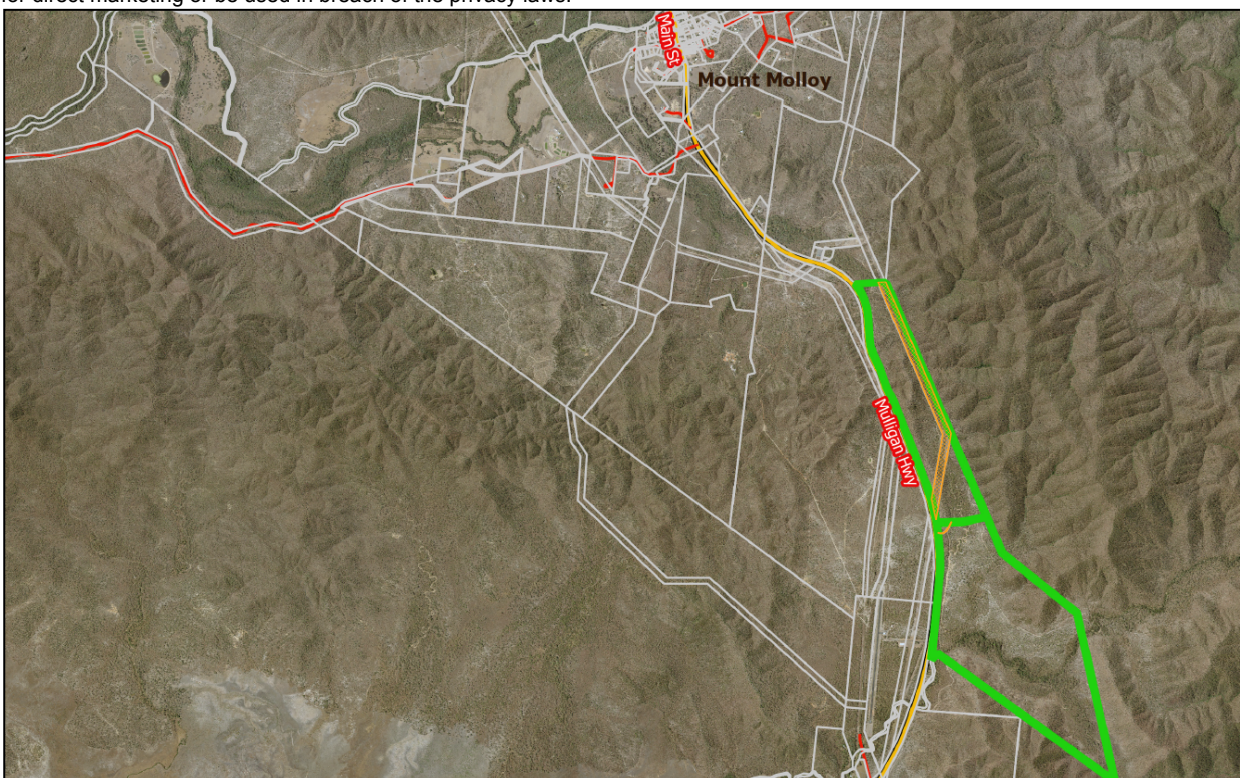 for direct marketing or be used in breach of the privacy laws.
Main St
Mount Molloy
Mulligan Hwy